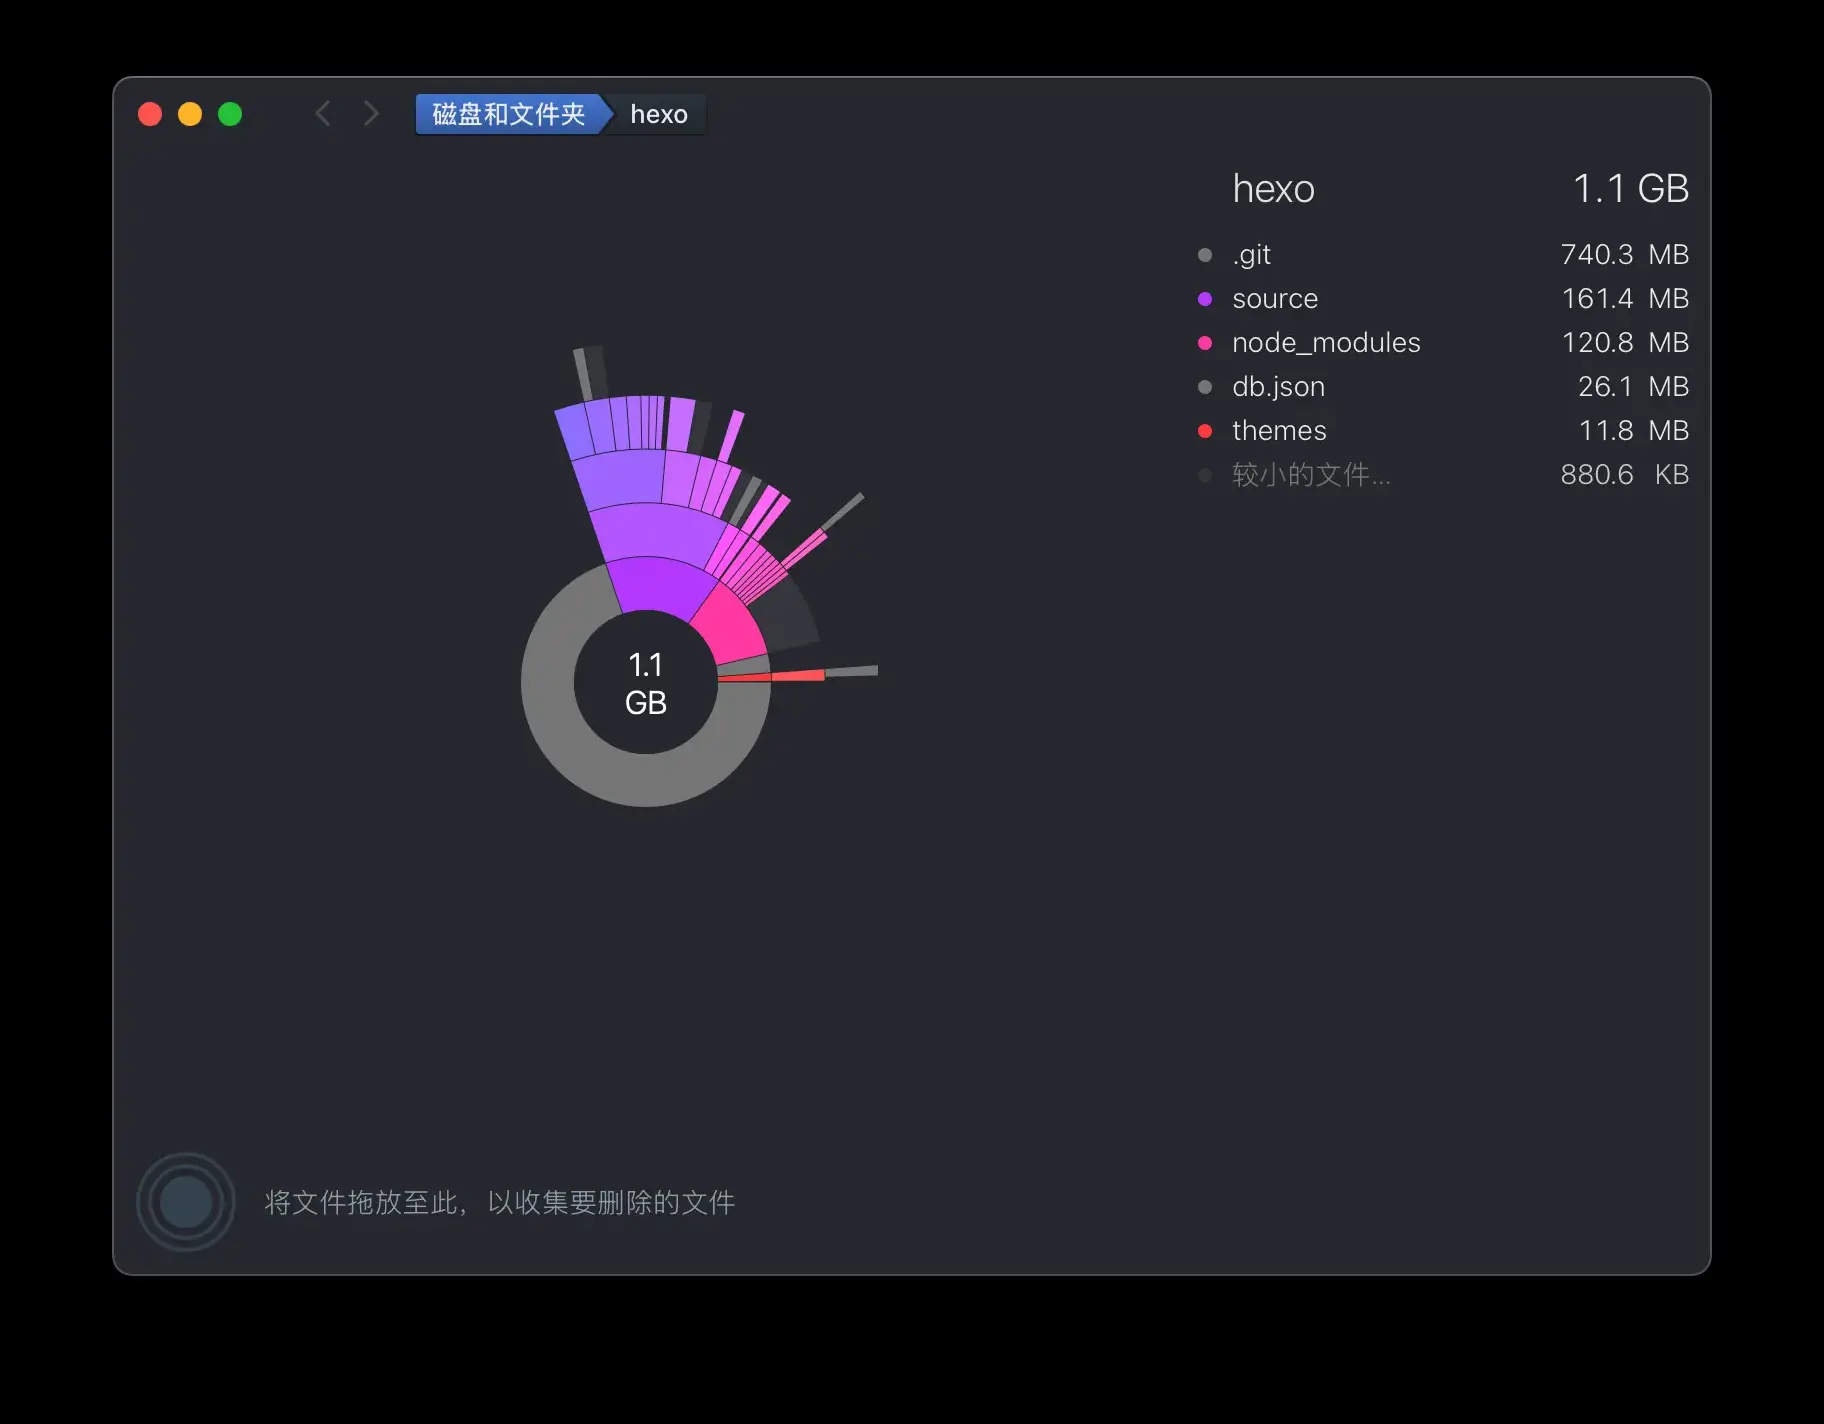 磁盘和文件夹 hexo
hexo 1.1 GB
.git 740.3 MB
source 161.4 MB
node_modules 120.8 MB
db.json 26.1 MB
themes 11.8 MB
较小的文件... 880.6 KB
1.1
GB
将文件拖放至此，以收集要删除的文件